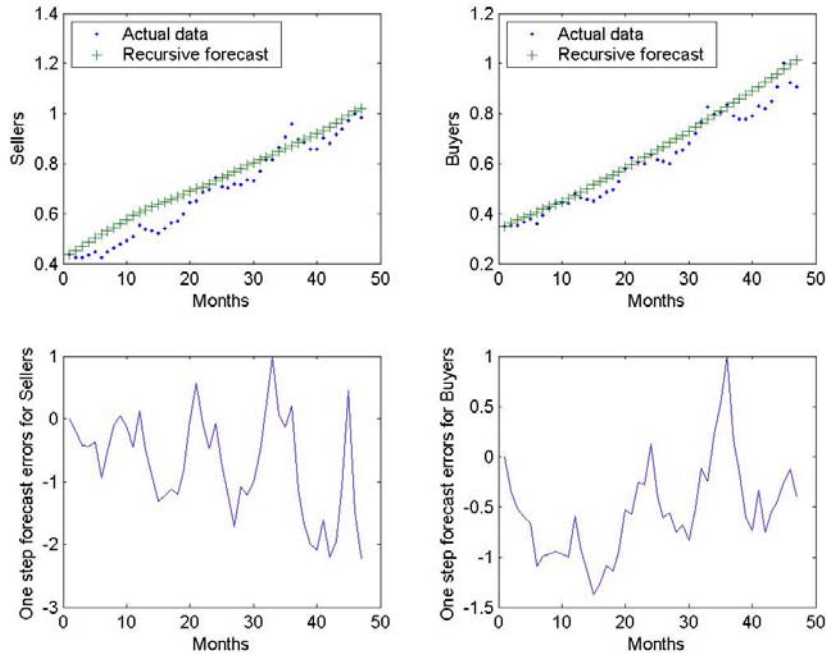 1.4
1.2
1
0.8
0.6
0.4
Sellers
Actual data
Recursive forecast
0 10 20 30 40 50
Months
1.2
1
0.8
0.6
0.4
0.2
Buyers
Actual data
Recursive forecast
0 10 20 30 40 50
Months
1
0
-1
-2
-3
One step forecast errors for Sellers
0 10 20 30 40 50
Months
1
0.5
0
-0.5
-1
-1.5
One step forecast errors for Buyers
0 10 20 30 40 50
Months